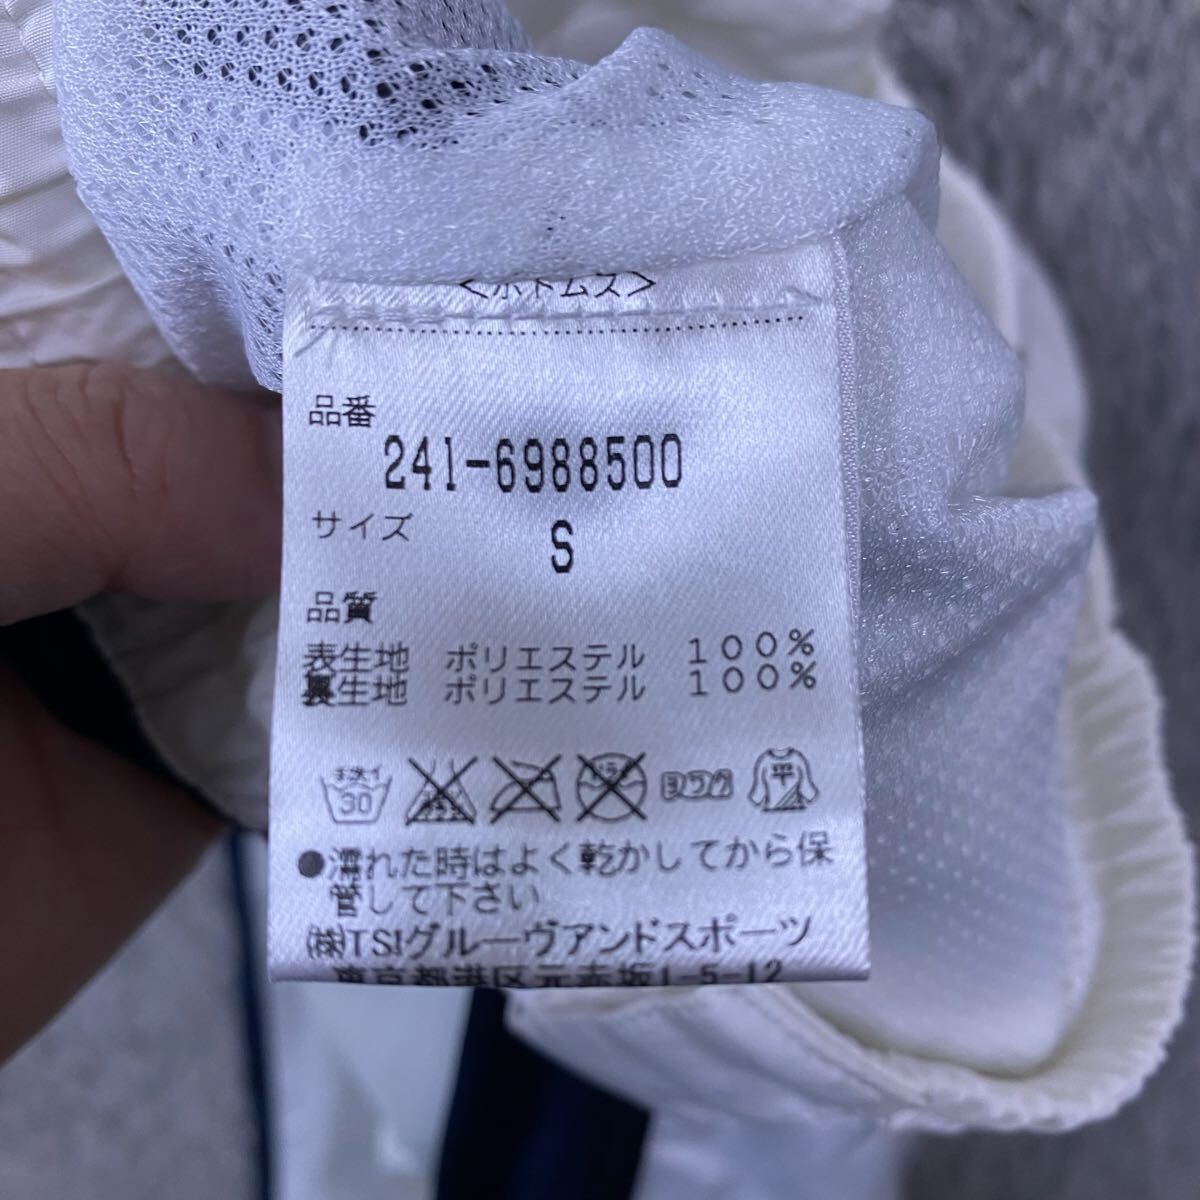 <ボトムス>
品番
241-6988500
サイズ
S
品質
表生地 ポリエステル 100%
裏生地 ポリエステル 100%
手洗イ
30
平
●濡れた時はよく乾かしてから保
管して下さい
㈱TSIグルーヴアンドスポーツ
東京都港区元赤坂1-5-12